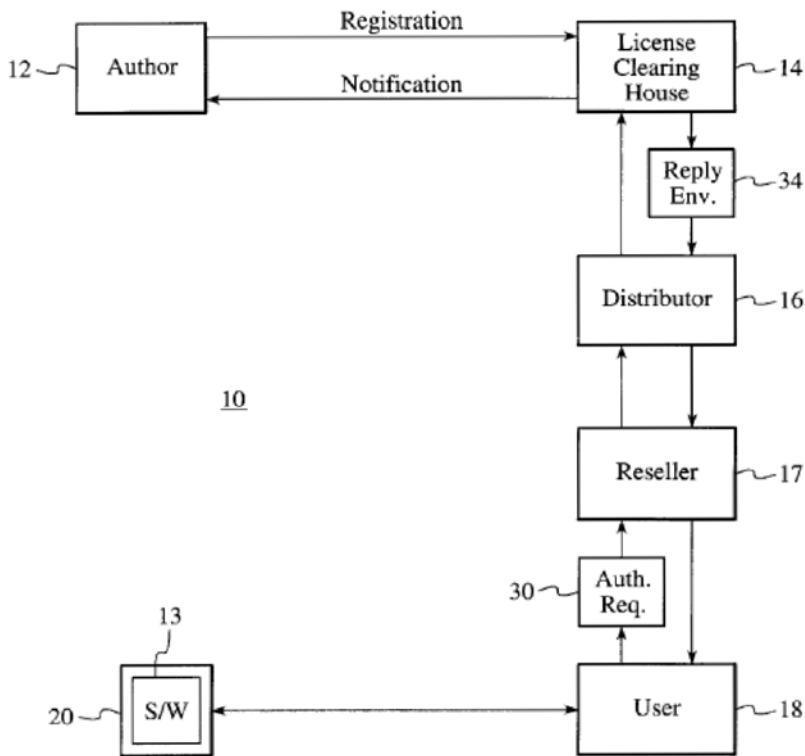 Registration
12
Author
License
Clearing
House
14
Notification
Reply
Env.
34
Distributor
16
10
Reseller
17
30
Auth.
Req.
13
20
S/W
User
18